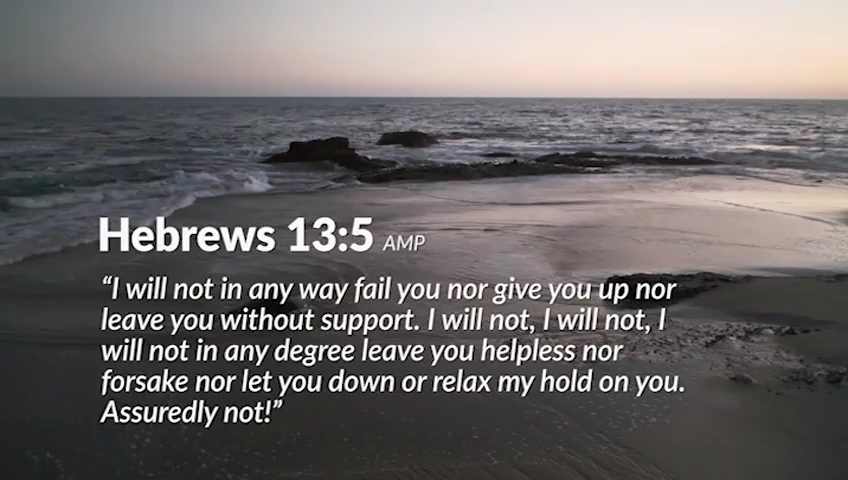 Hebrews 13:5 AMP
“I will not in any way fail you nor give you up nor
leave you without support. I will not, I will not, I
will not in any degree leave you helpless nor
forsake nor let you down or relax my hold on you.
Assuredly not!”